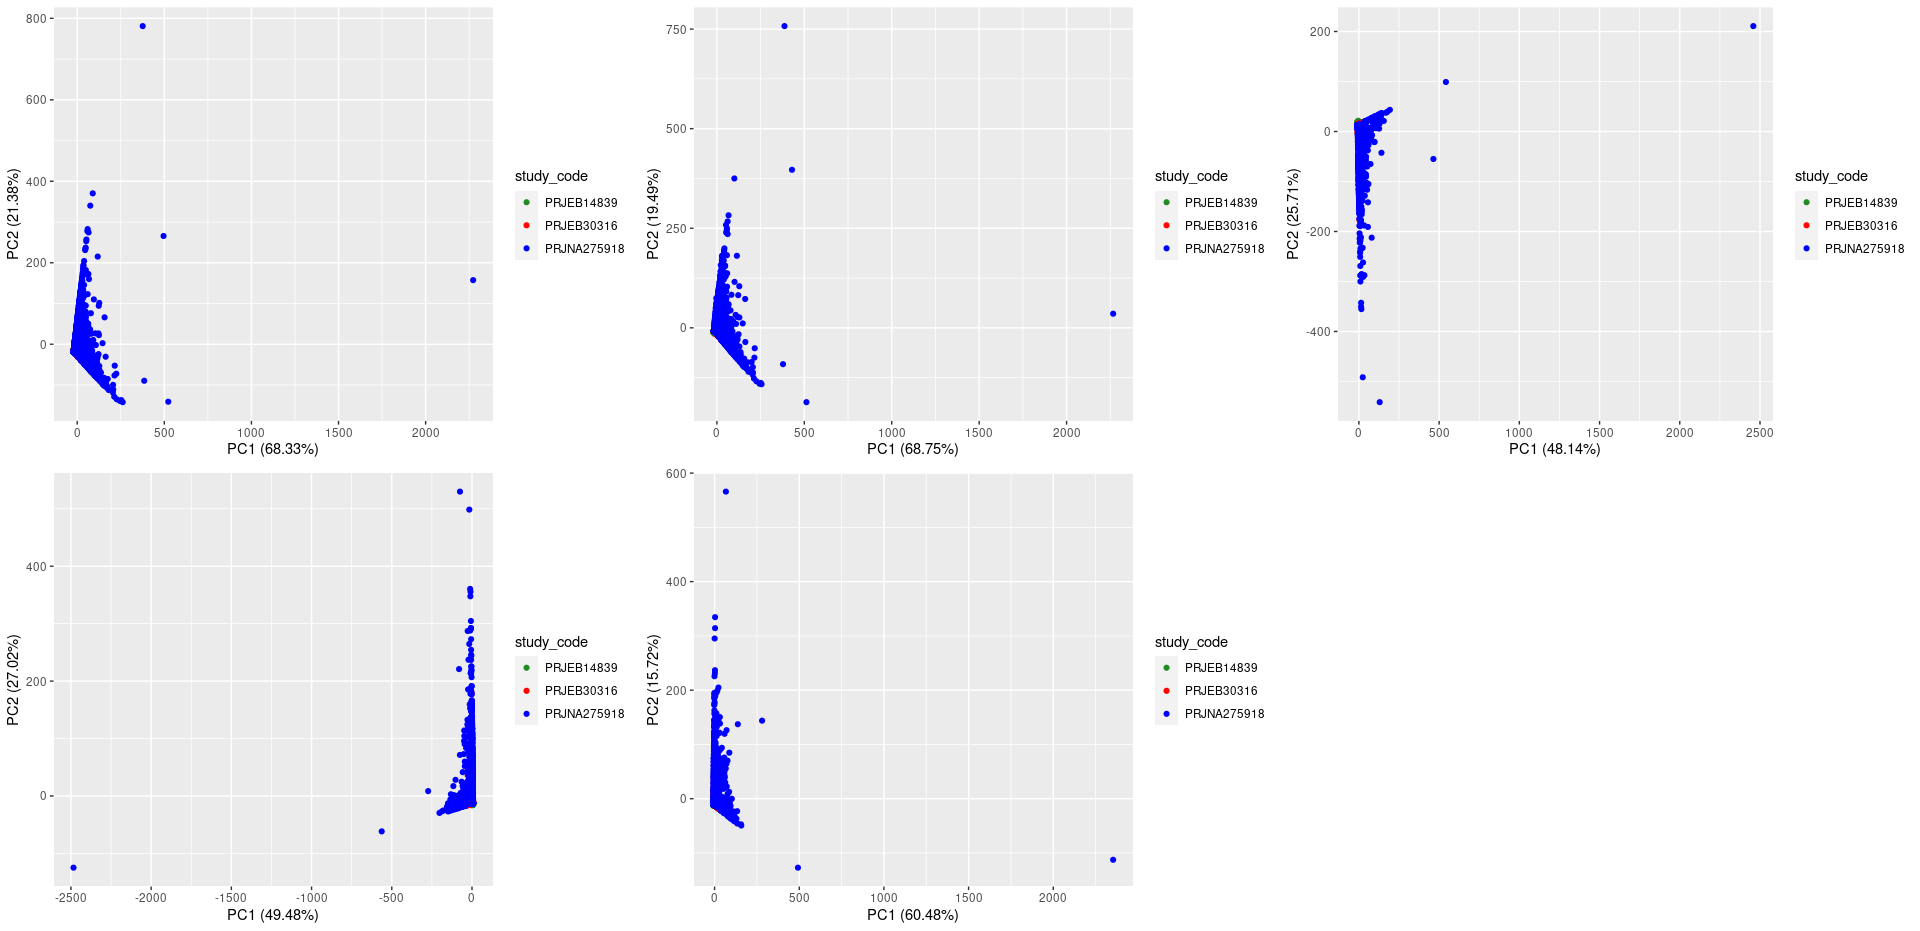 800
600
400
200
0
PC2 (21.38%)
0
500
1000
1500
2000
PC1 (68.33%)
study_code
PRJEB14839
PRJEB30316
PRJNA275918
750
500
250
0
PC2 (19.49%)
0
500
1000
1500
2000
PC1 (68.75%)
study_code
PRJEB14839
PRJEB30316
PRJNA275918
200
0
-200
-400
PC2 (25.71%)
0
500
1000
1500
2000
2500
PC1 (48.14%)
study_code
PRJEB14839
PRJEB30316
PRJNA275918
400
200
0
PC2 (27.02%)
-2500
-2000
-1500
-1000
-500
0
PC1 (49.48%)
study_code
PRJEB14839
PRJEB30316
PRJNA275918
600
400
200
0
PC2 (15.72%)
0
500
1000
1500
2000
PC1 (60.48%)
study_code
PRJEB14839
PRJEB30316
PRJNA275918